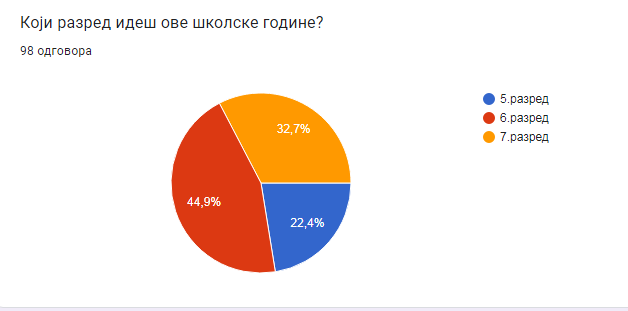 Који разред идеш ове школске године?
98 одговора
5.разред
6.разред
7.разред
32,7%
44,9%
22,4%